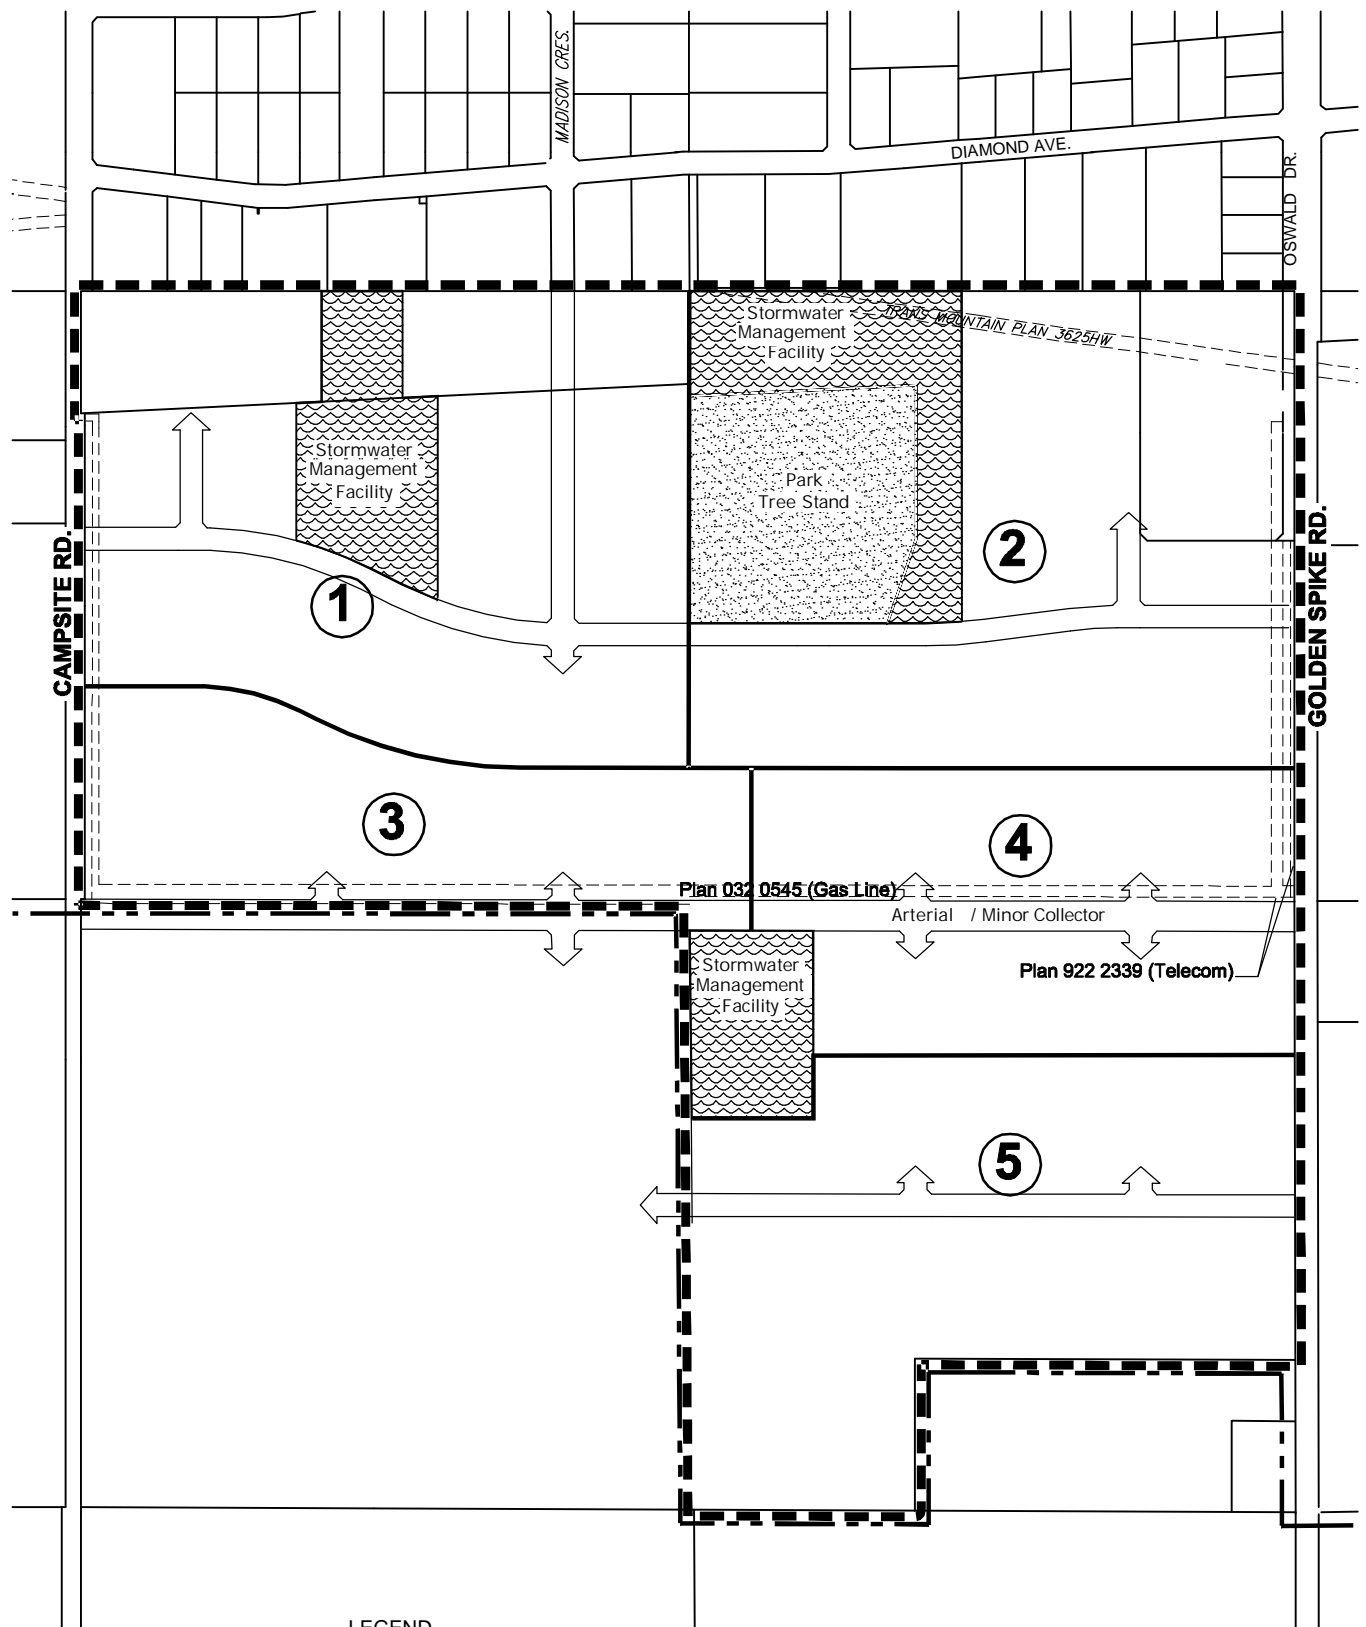 MADISON CRES.
DIAMOND AVE.
OSWALD DR.
Stormwater
Management
Facility
TRANS MOUNTAIN PLAN 3625HW
Stormwater
Management
Facility
Park
Tree Stand
2
CAMPSITE RD.
1
GOLDEN SPIKE RD.
3
4
Plan 032 0545 (Gas Line)
Arterial / Minor Collector
Stormwater
Management
Facility
Plan 922 2339 (Telecom)
5
LEGEND